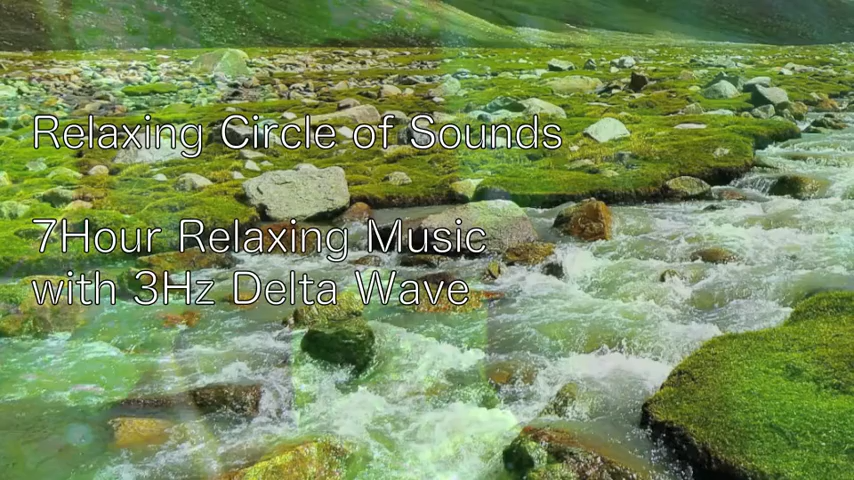 Relaxing Circle of Sounds
7Hour Relaxing Music
with 3Hz Delta Wave